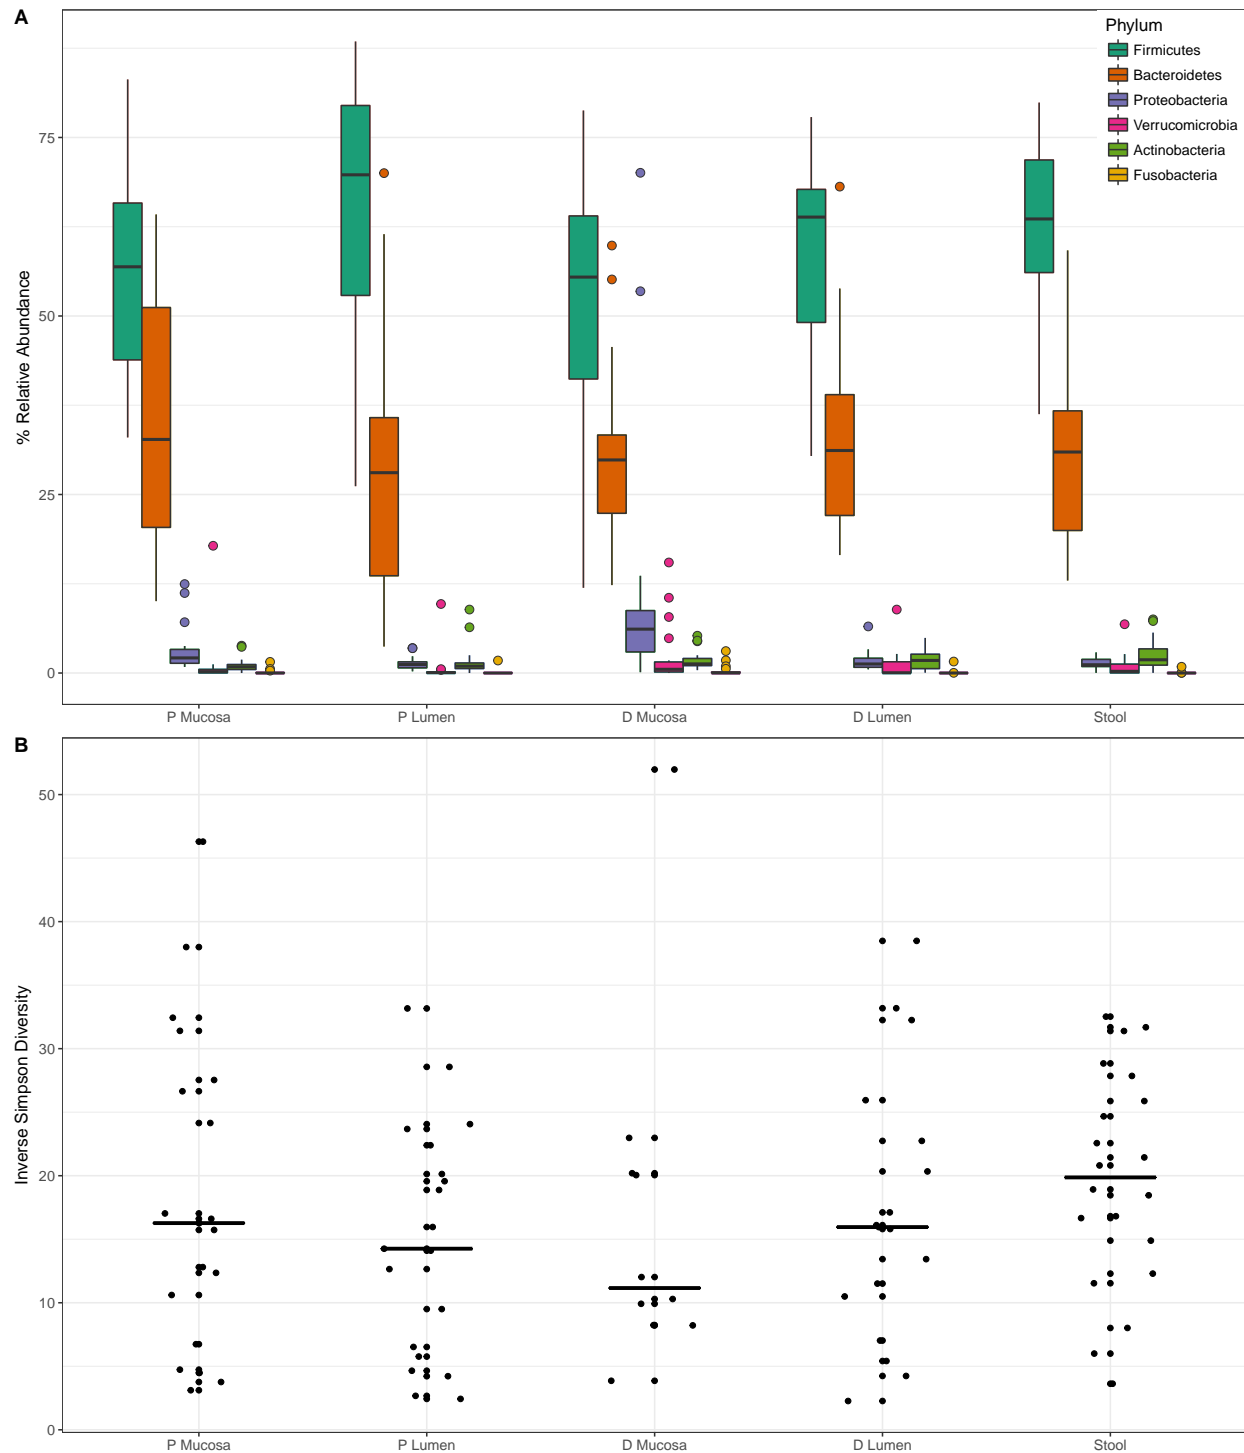 A
Phylum
Firmicutes
Bacteroidetes
Proteobacteria
Verrucomicrobia
Actinobacteria
Fusobacteria
% Relative Abundance
75
50
25
0
P Mucosa
P Lumen
D Mucosa
D Lumen
Stool
B
Inverse Simpson Diversity
50
40
30
20
10
0
P Mucosa
P Lumen
D Mucosa
D Lumen
Stool